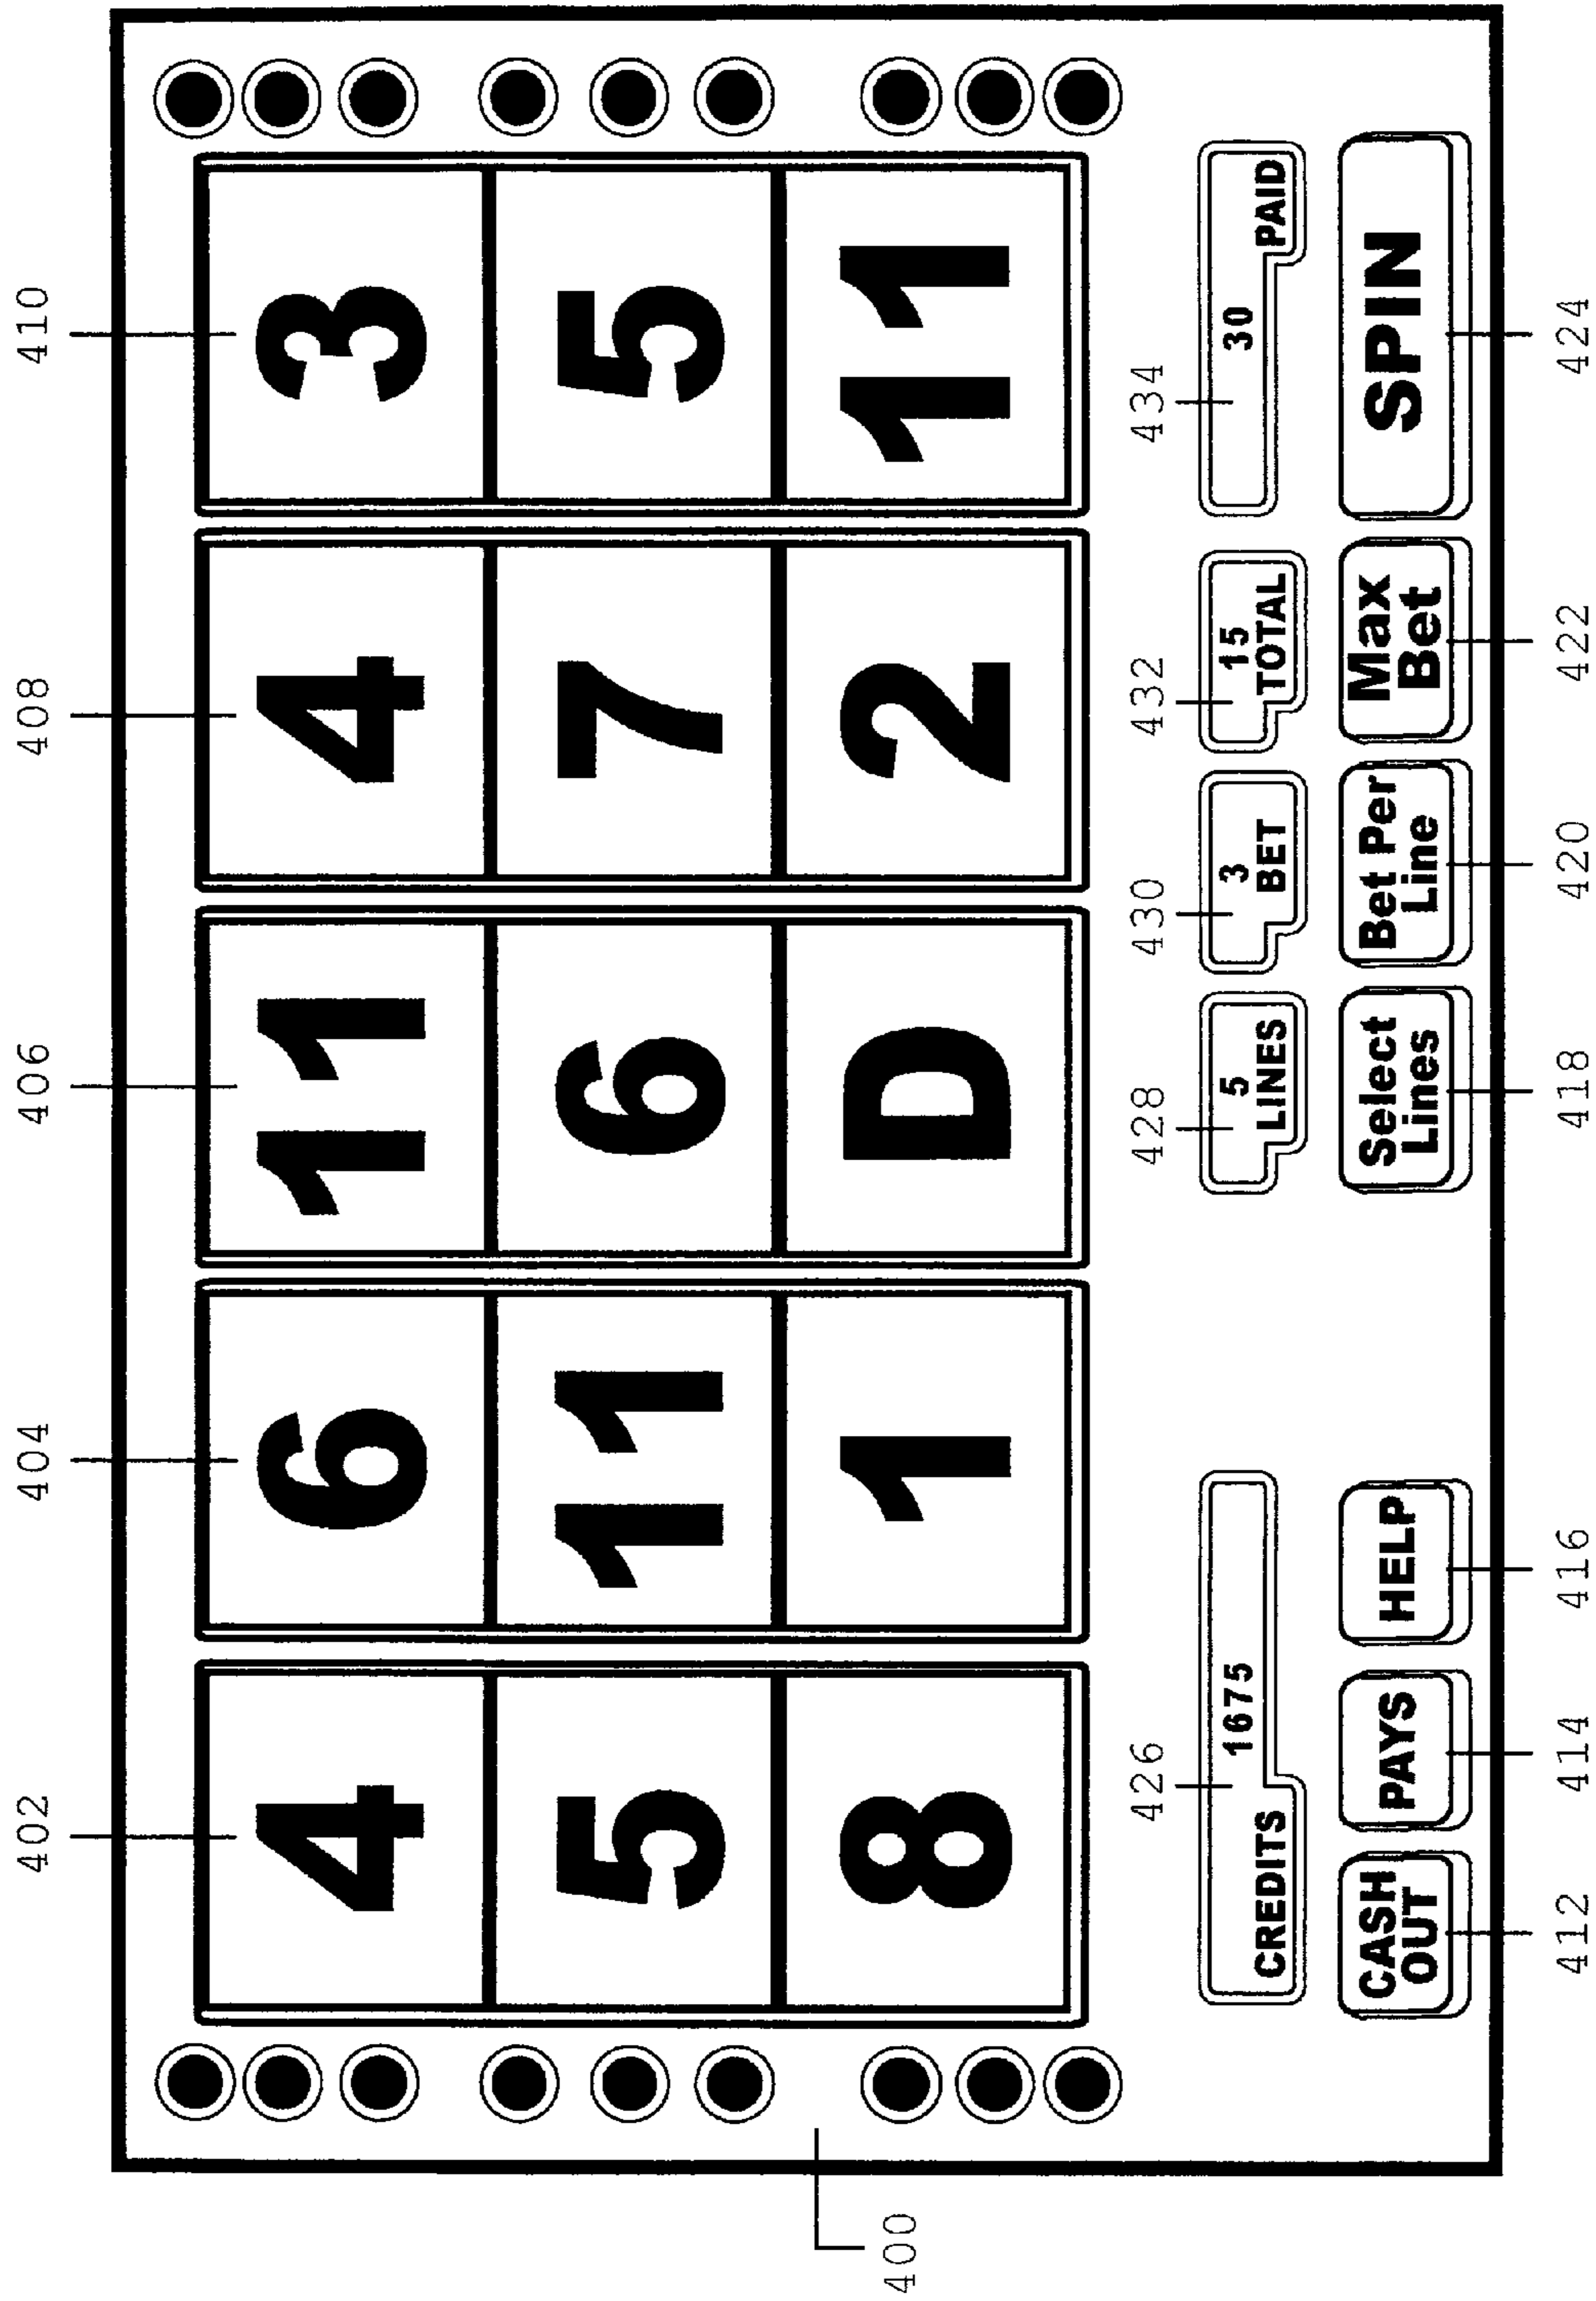 402 404 406 408 410
4 6 11 4 3
5 11 6 7 5
8 1 D 2 11
426 428 430 432 434
1675 5 3 15 30
CREDITS LINES BET TOTAL PAID
CASH OUT
PAYS
HELP
Select Lines
Bet Per Line
Max Bet
SPIN
412 414 416 418 420 422 424
400